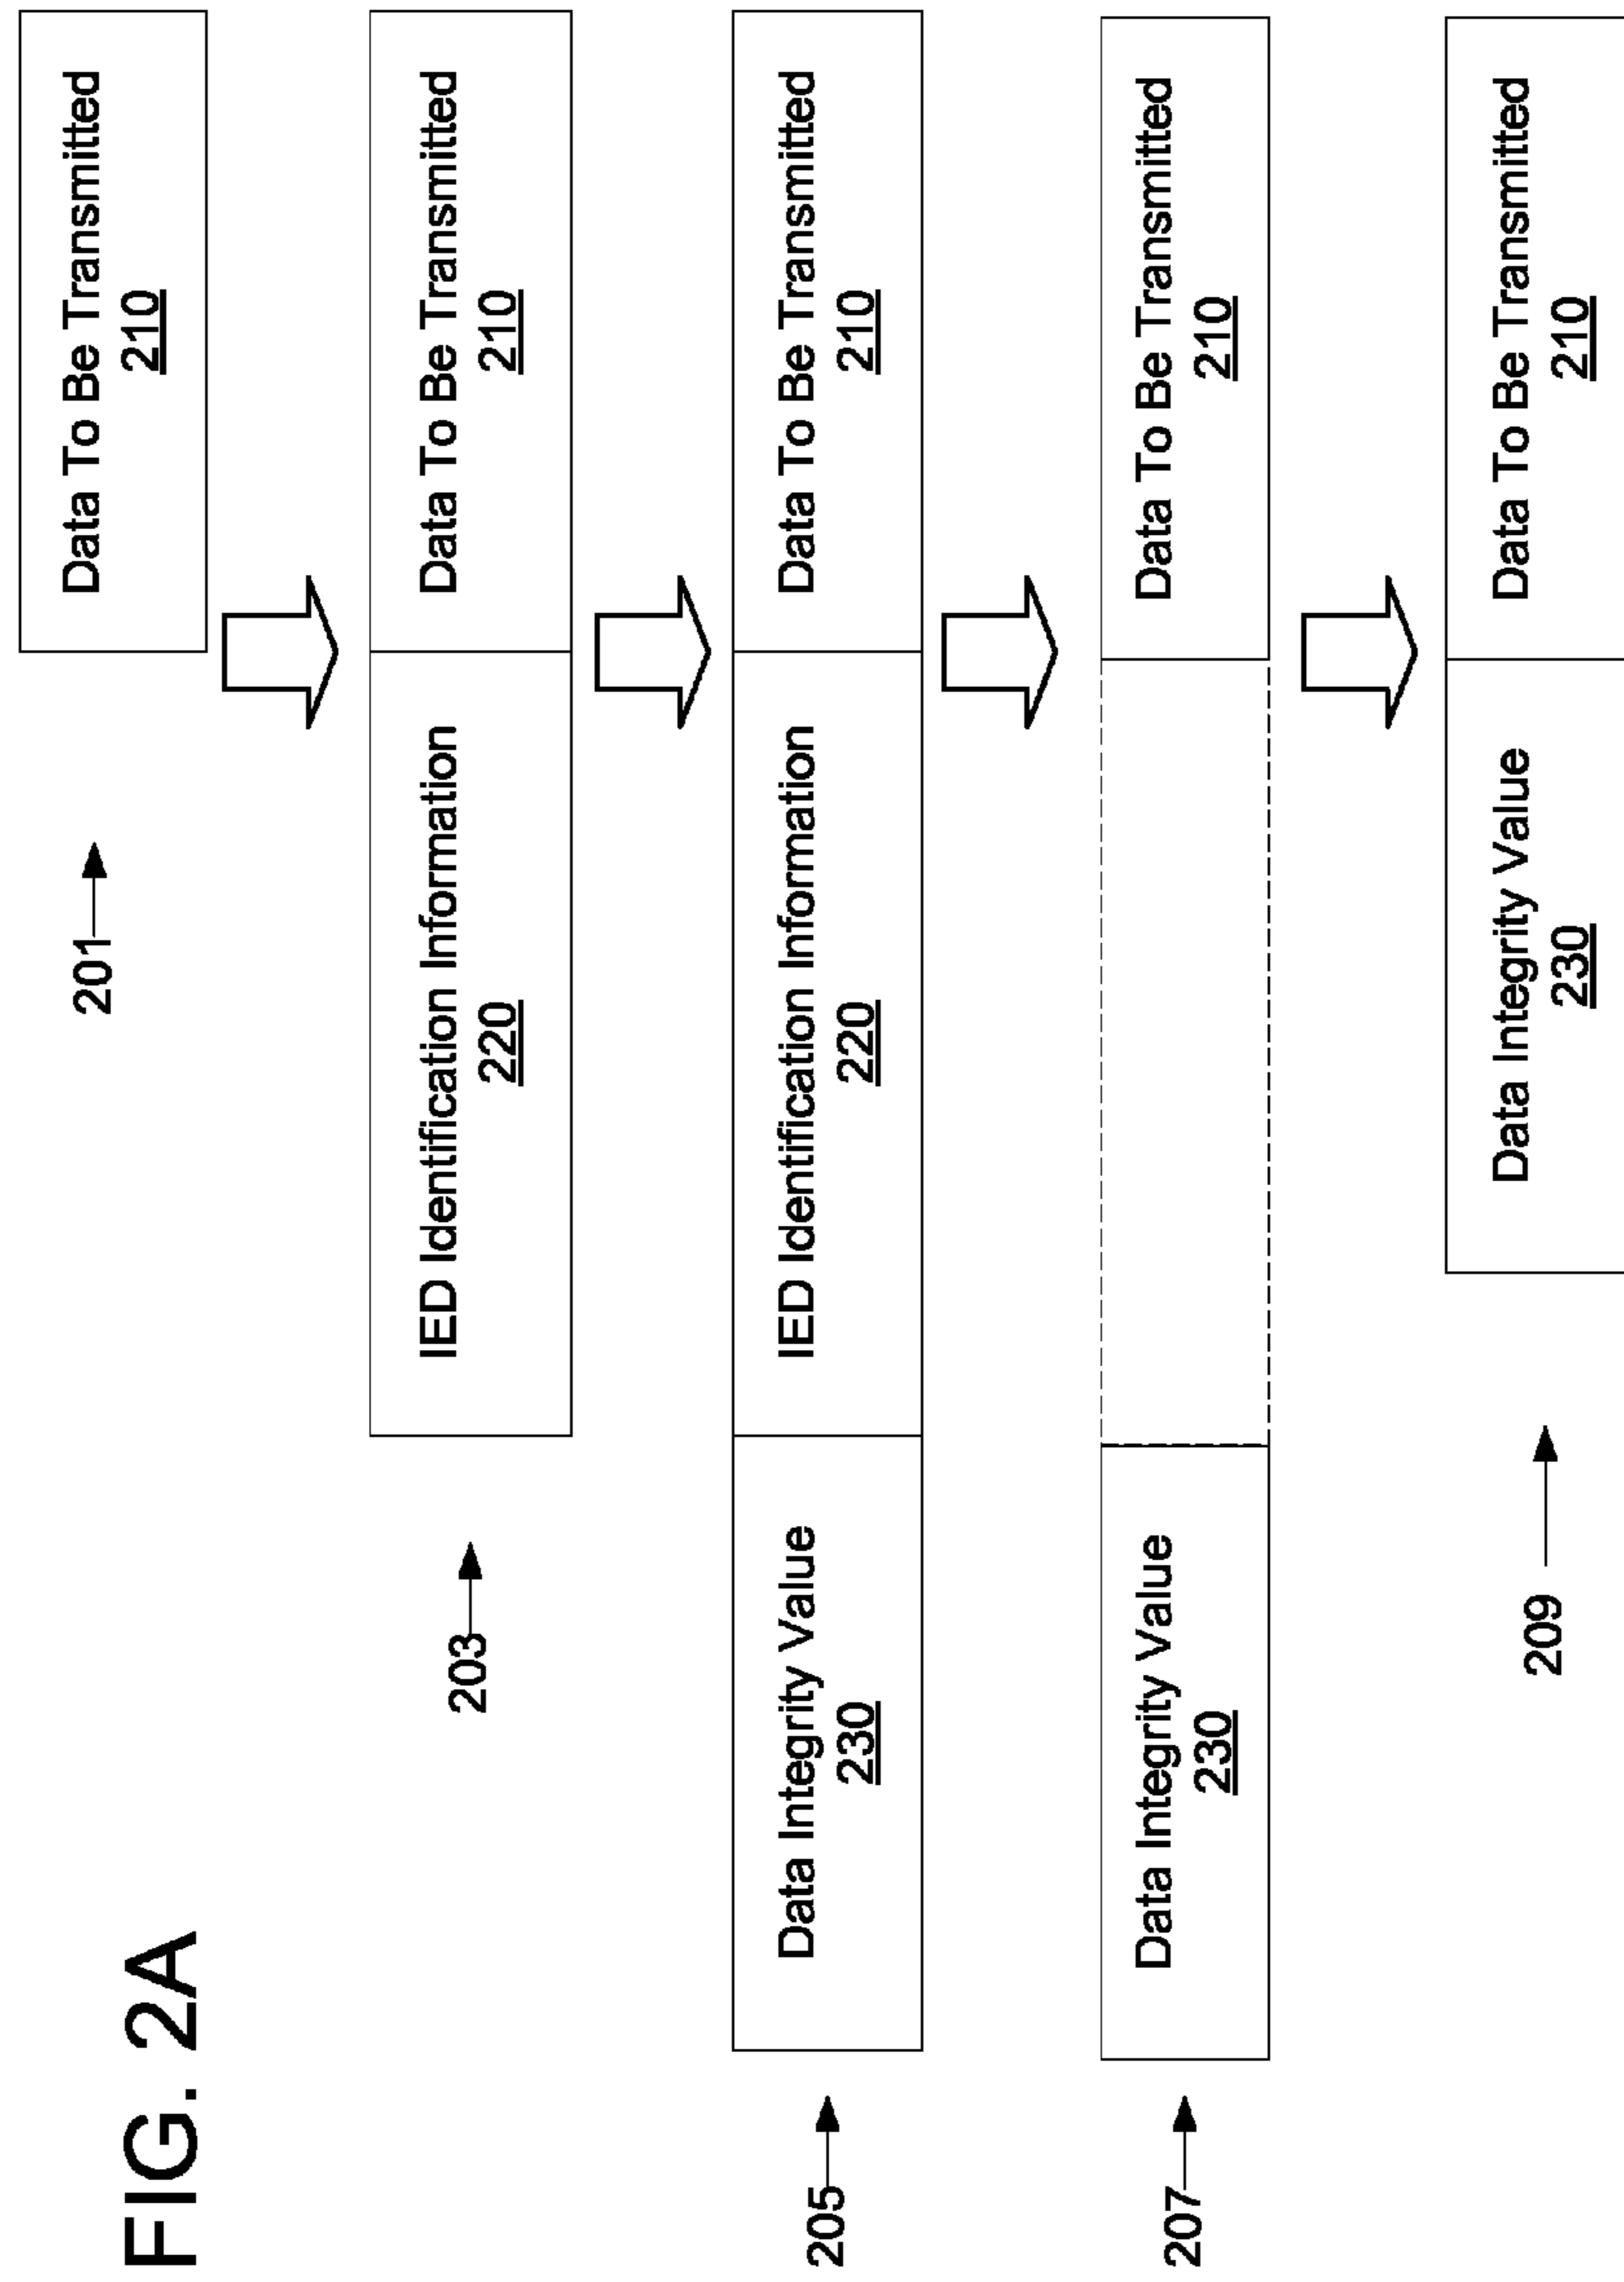 FIG. 2A
201
Data To Be Transmitted
210
203
IED Identification Information
220
Data To Be Transmitted
210
205
Data Integrity Value
230
IED Identification Information
220
Data To Be Transmitted
210
207
Data Integrity Value
230
Data To Be Transmitted
210
209
Data Integrity Value
230
Data To Be Transmitted
210